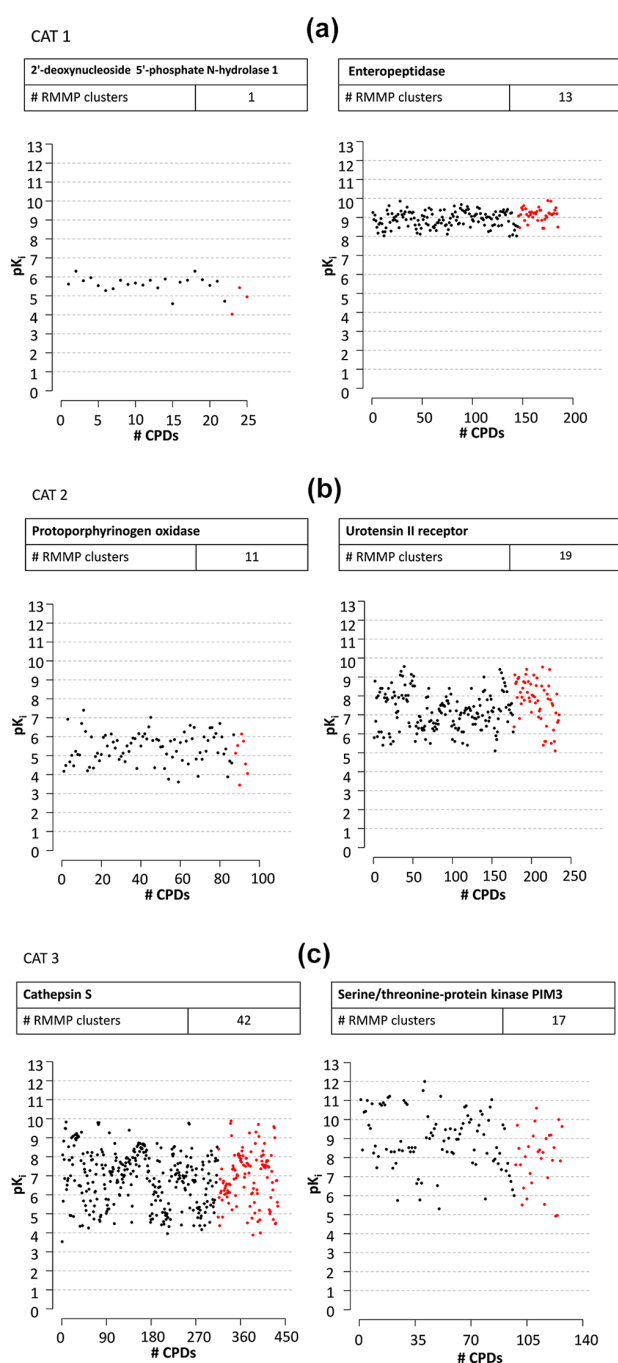 (a)
CAT 1
2'-deoxynucleoside 5'-phosphate N-hydrolase 1
# RMMP clusters 1
13
12
11
10
9
8
7
6
5
4
3
2
1
0
pKi
0 5 10 15 20 25
# CPDs
Enteropeptidase
# RMMP clusters 13
13
12
11
10
9
8
7
6
5
4
3
2
1
0
pKi
0 50 100 150 200
# CPDs
(b)
CAT 2
Protoporphyrinogen oxidase
# RMMP clusters 11
13
12
11
10
9
8
7
6
5
4
3
2
1
0
pKi
0 20 40 60 80 100
# CPDs
Urotensin II receptor
# RMMP clusters 19
13
12
11
10
9
8
7
6
5
4
3
2
1
0
pKi
0 50 100 150 200 250
# CPDs
(c)
CAT 3
Cathepsin S
# RMMP clusters 42
13
12
11
10
9
8
7
6
5
4
3
2
1
0
pKi
0 90 180 270 360 450
# CPDs
Serine/threonine-protein kinase PIM3
# RMMP clusters 17
13
12
11
10
9
8
7
6
5
4
3
2
1
0
pKi
0 35 70 105 140
# CPDs